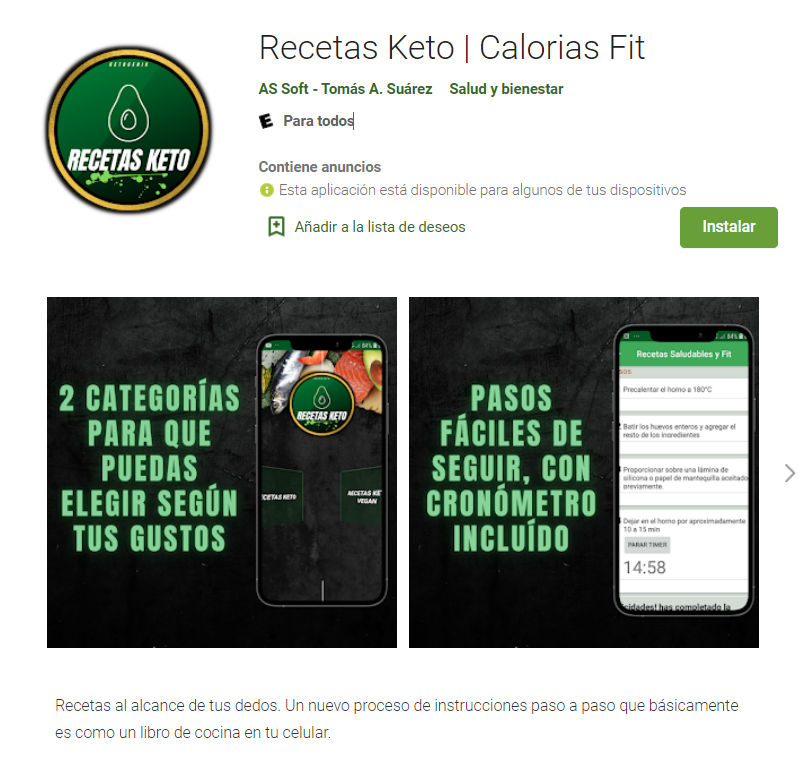 Recetas Keto | Calorias Fit
AS Soft - Tomás A. Suárez Salud y bienestar
E Para todos
Contiene anuncios
Esta aplicación está disponible para algunos de tus dispositivos
Añadir a la lista de deseos
Instalar
RECETAS KETO
2 CATEGORÍAS
PARA QUE
PUEDAS
ELEGIR SEGÚN
TUS GUSTOS
84%
RECETAS KETO
CETAS KETO
RECETAS KE
VEGAN
PASOS
FÁCILES DE
SEGUIR, CON
CRONÓMETRO
INCLUÍDO
84%
Recetas Saludables y Fit
SOS
Precalentar el horno a 180°C
Batir los huevos enteros y agregar el
resto de los ingredientes
Proporcionar sobre una lámina de
silicona o papel de mantequilla aceitado
previamente.
Dejar en el horno por aproximadamente
10 a 15 min
PARAR TIMER
14:58
cidades! has completado la
Recetas al alcance de tus dedos. Un nuevo proceso de instrucciones paso a paso que básicamente
es como un libro de cocina en tu celular.